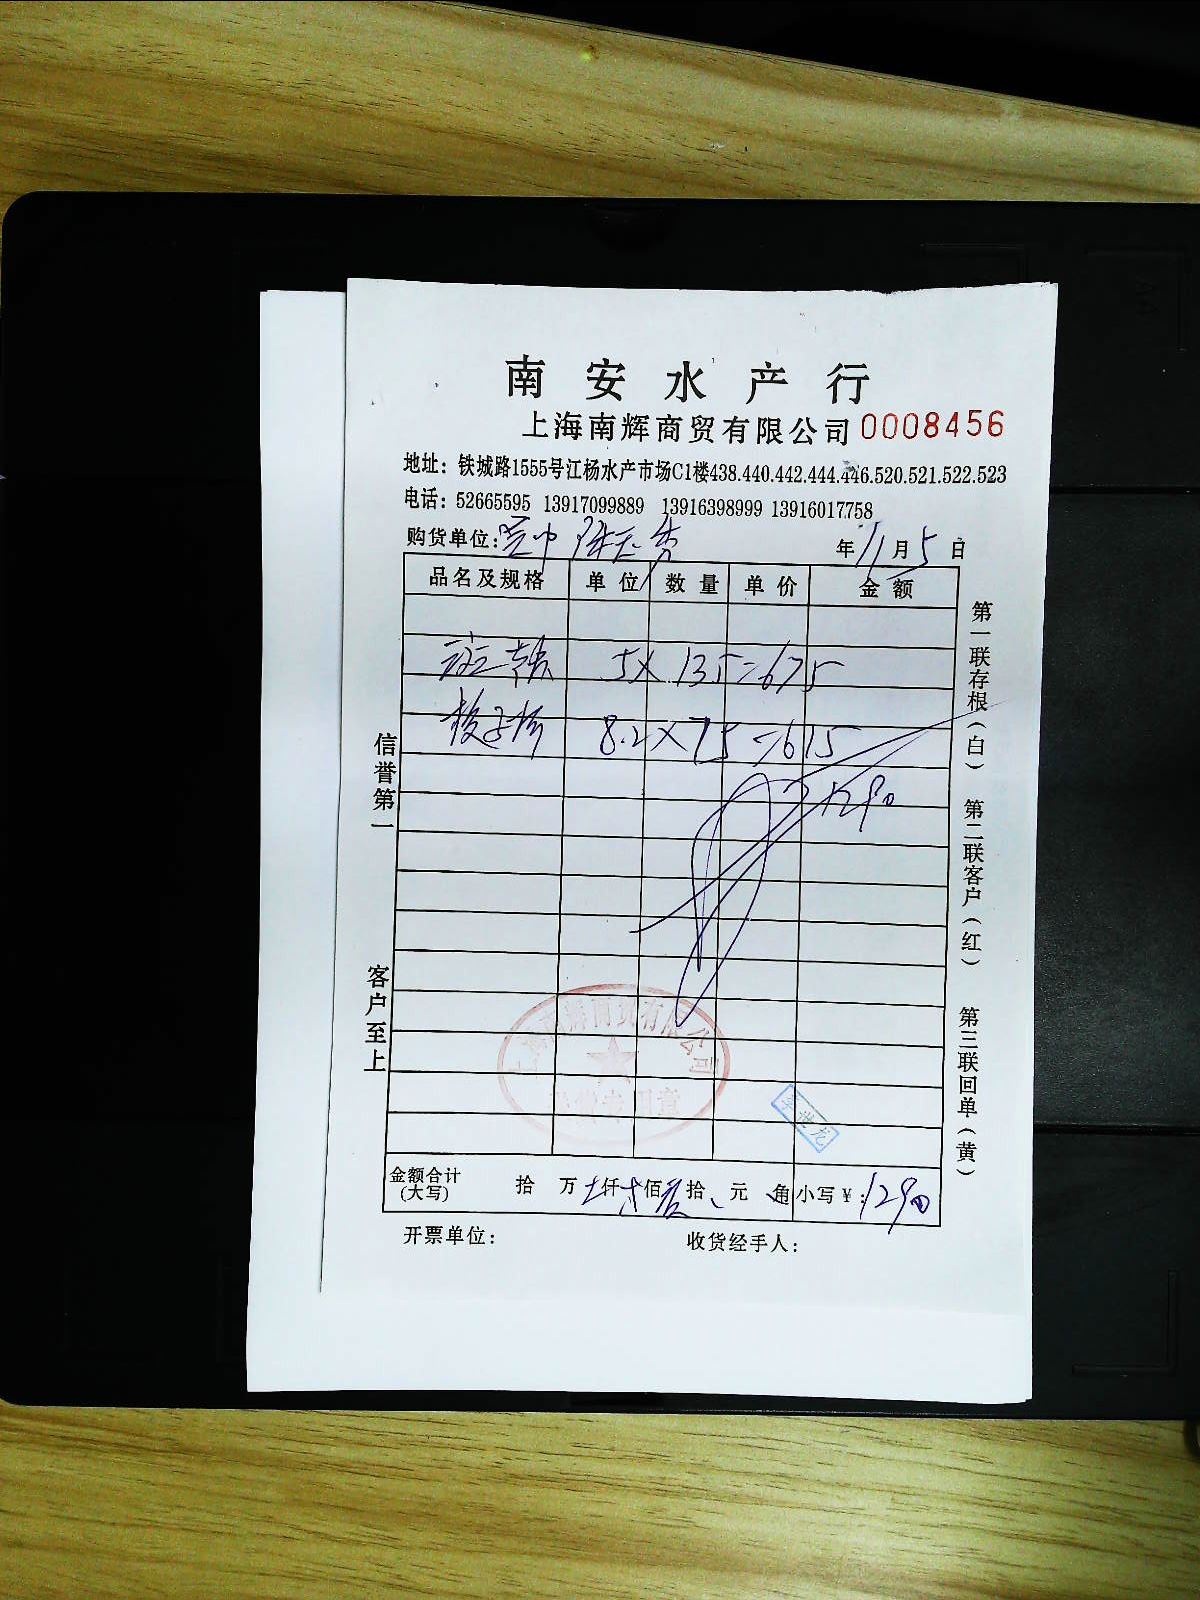 南安水产行
上海南辉商贸有限公司 0008456
地址：铁城路1555号江杨水产市场C1楼438.440.442.444.446.520.521.522.523
电话：52665595 13917099889 13916398999 13916017758
购货单位： 年 11 月 5 日
品名及规格 单位 数量 单价 金额
5 × 135 = 675
8.2 × 75 = 615
1290
信誉第一
客户至上
第一联存根（白） 第二联客户（红） 第三联回单（黄）
李世龙
金额合计（大写） 拾 万 仟 佰 拾 元 角 小写¥：1290
开票单位： 收货经手人：